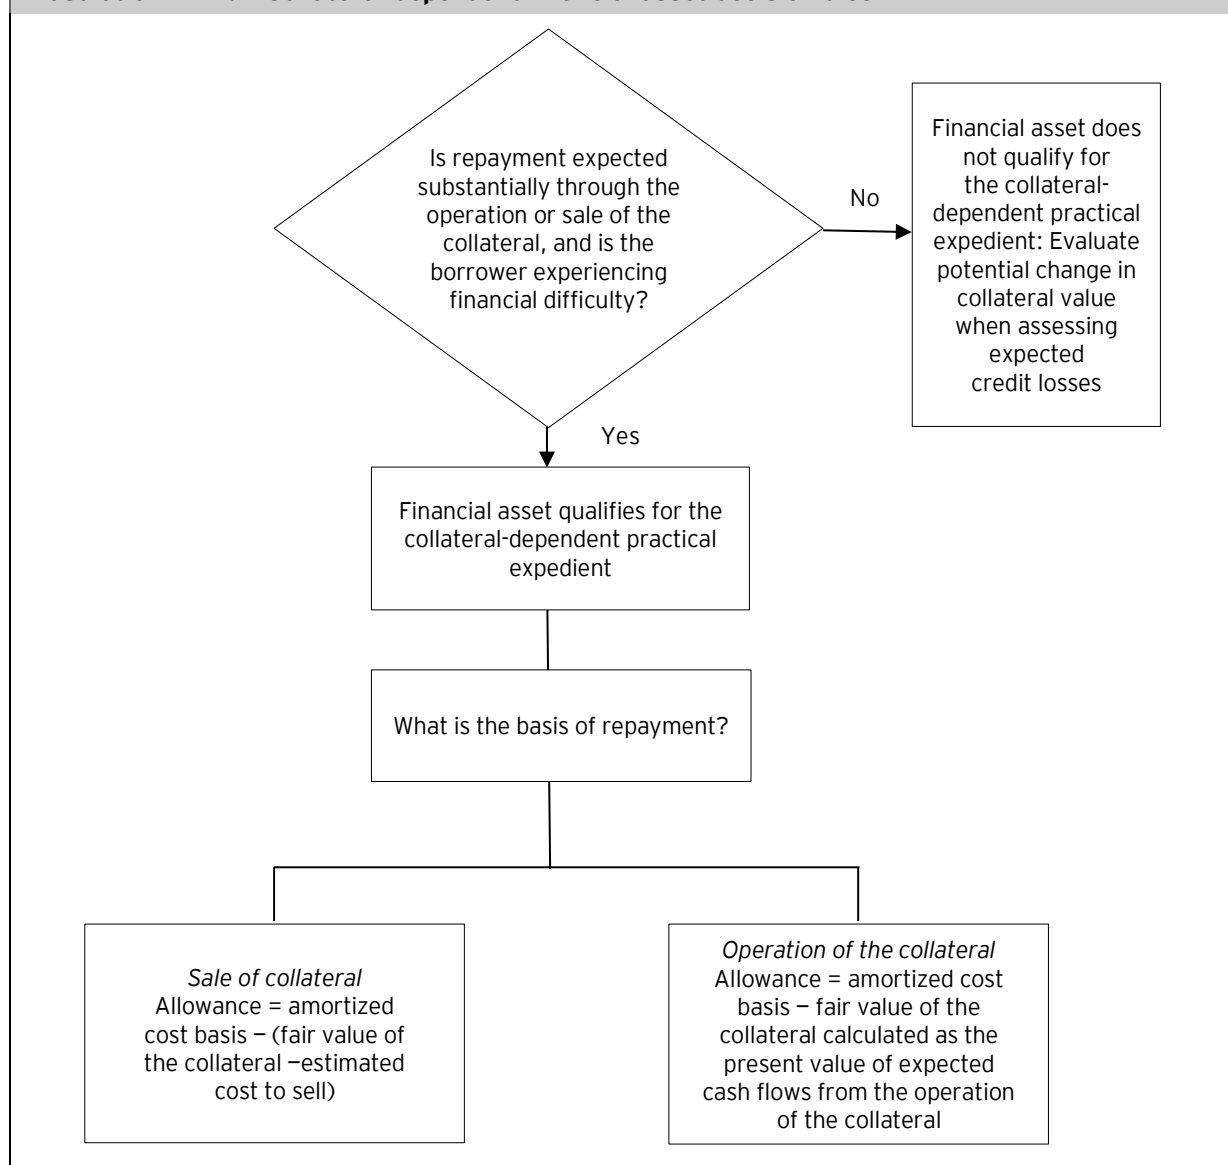 Is repayment expected
substantially through the
operation or sale of the
collateral, and is the
borrower experiencing
financial difficulty?
No
Financial asset does
not qualify for
the collateral-
dependent practical
expedient: Evaluate
potential change in
collateral value
when assessing
expected
credit losses
Yes
Financial asset qualifies for the
collateral-dependent practical
expedient
What is the basis of repayment?
Sale of collateral
Allowance = amortized
cost basis — (fair value of
the collateral —estimated
cost to sell)
Operation of the collateral
Allowance = amortized cost
basis — fair value of the
collateral calculated as the
present value of expected
cash flows from the operation
of the collateral